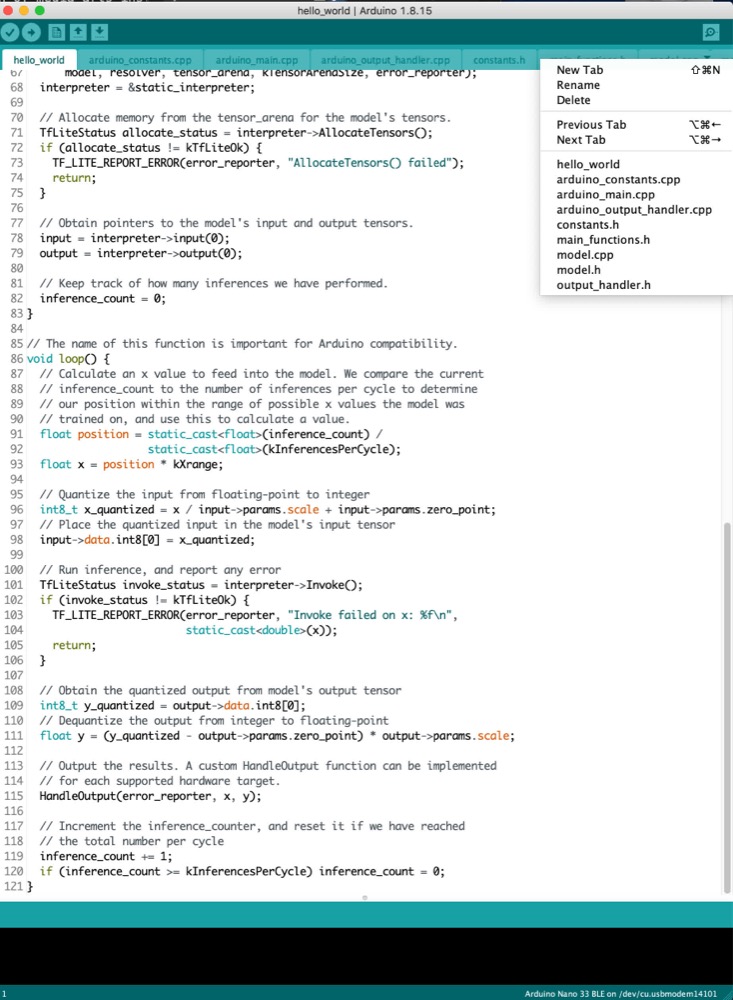 hello_world | Arduino 1.8.15
hello_world arduino_constants.cpp arduino_main.cpp arduino_output_handler.cpp constants.h
New Tab ⇧⌘N
Rename
Delete
Previous Tab ⌥⌘←
Next Tab ⌥⌘→
hello_world
arduino_constants.cpp
arduino_main.cpp
arduino_output_handler.cpp
constants.h
main_functions.h
model.cpp
model.h
output_handler.h
67 model, resolver, tensor_arena, kTensorArenaSize, error_reporter);
68 interpreter = &static_interpreter;
69
70 // Allocate memory from the tensor_arena for the model's tensors.
71 TfLiteStatus allocate_status = interpreter->AllocateTensors();
72 if (allocate_status != kTfLiteOk) {
73 TF_LITE_REPORT_ERROR(error_reporter, "AllocateTensors() failed");
74 return;
75 }
76
77 // Obtain pointers to the model's input and output tensors.
78 input = interpreter->input(0);
79 output = interpreter->output(0);
80
81 // Keep track of how many inferences we have performed.
82 inference_count = 0;
83 }
84
85 // The name of this function is important for Arduino compatibility.
86 void loop() {
87 // Calculate an x value to feed into the model. We compare the current
88 // inference_count to the number of inferences per cycle to determine
89 // our position within the range of possible x values the model was
90 // trained on, and use this to calculate a value.
91 float position = static_cast<float>(inference_count) /
92 static_cast<float>(kInferencesPerCycle);
93 float x = position * kXrange;
94
95 // Quantize the input from floating-point to integer
96 int8_t x_quantized = x / input->params.scale + input->params.zero_point;
97 // Place the quantized input in the model's input tensor
98 input->data.int8[0] = x_quantized;
99
100 // Run inference, and report any error
101 TfLiteStatus invoke_status = interpreter->Invoke();
102 if (invoke_status != kTfLiteOk) {
103 TF_LITE_REPORT_ERROR(error_reporter, "Invoke failed on x: %f\n",
104 static_cast<double>(x));
105 return;
106 }
107
108 // Obtain the quantized output from model's output tensor
109 int8_t y_quantized = output->data.int8[0];
110 // Dequantize the output from integer to floating-point
111 float y = (y_quantized - output->params.zero_point) * output->params.scale;
112
113 // Output the results. A custom HandleOutput function can be implemented
114 // for each supported hardware target.
115 HandleOutput(error_reporter, x, y);
116
117 // Increment the inference_counter, and reset it if we have reached
118 // the total number per cycle
119 inference_count += 1;
120 if (inference_count >= kInferencesPerCycle) inference_count = 0;
121 }
1 Arduino Nano 33 BLE on /dev/cu.usbmodem14101